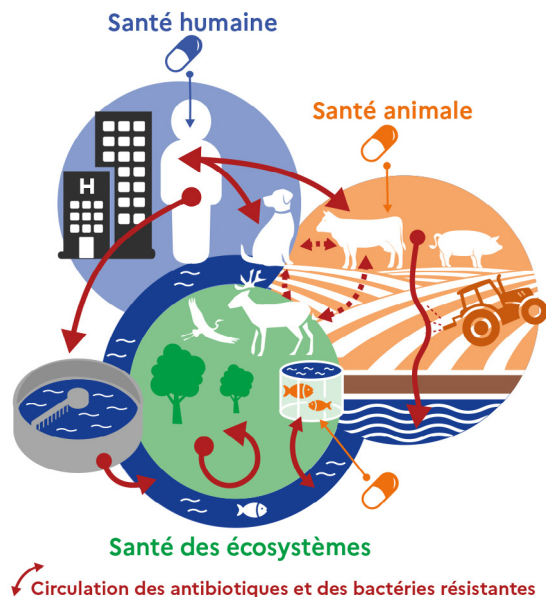 Santé humaine
Santé animale
H
Santé des écosystèmes
Circulation des antibiotiques et des bactéries résistantes